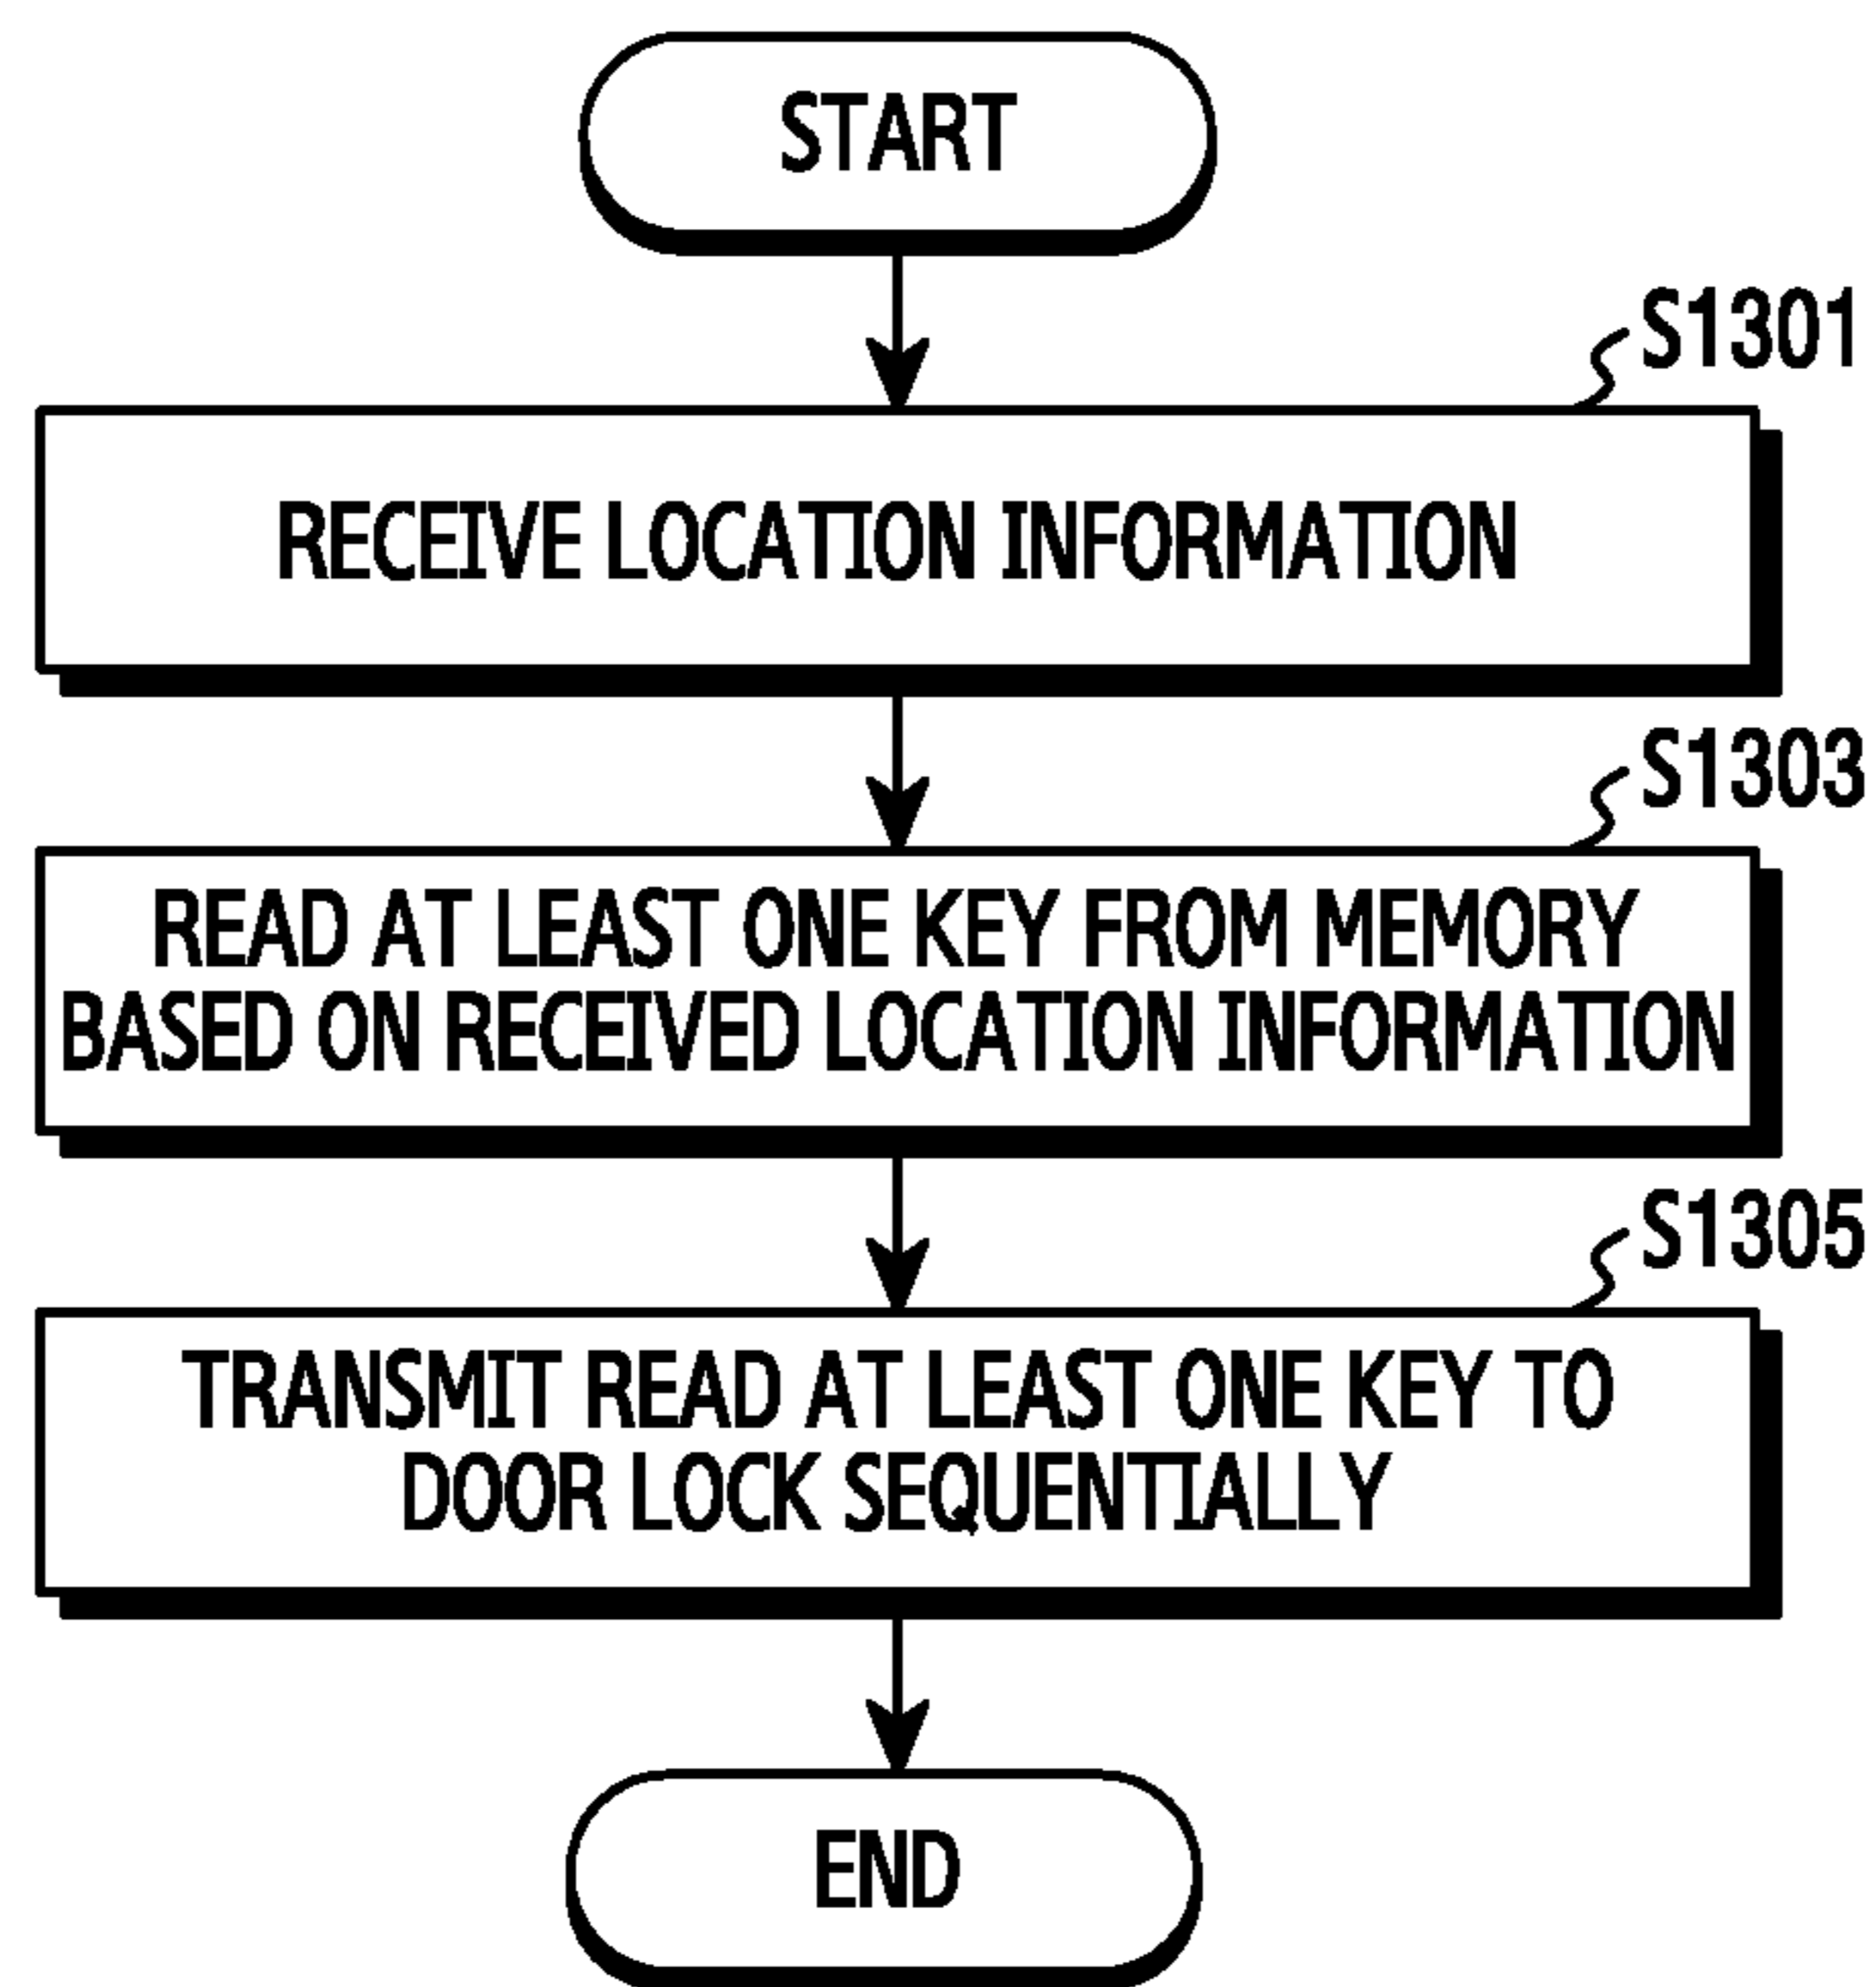 START
S1301
RECEIVE LOCATION INFORMATION
S1303
READ AT LEAST ONE KEY FROM MEMORY
BASED ON RECEIVED LOCATION INFORMATION
S1305
TRANSMIT READ AT LEAST ONE KEY TO
DOOR LOCK SEQUENTIALLY
END